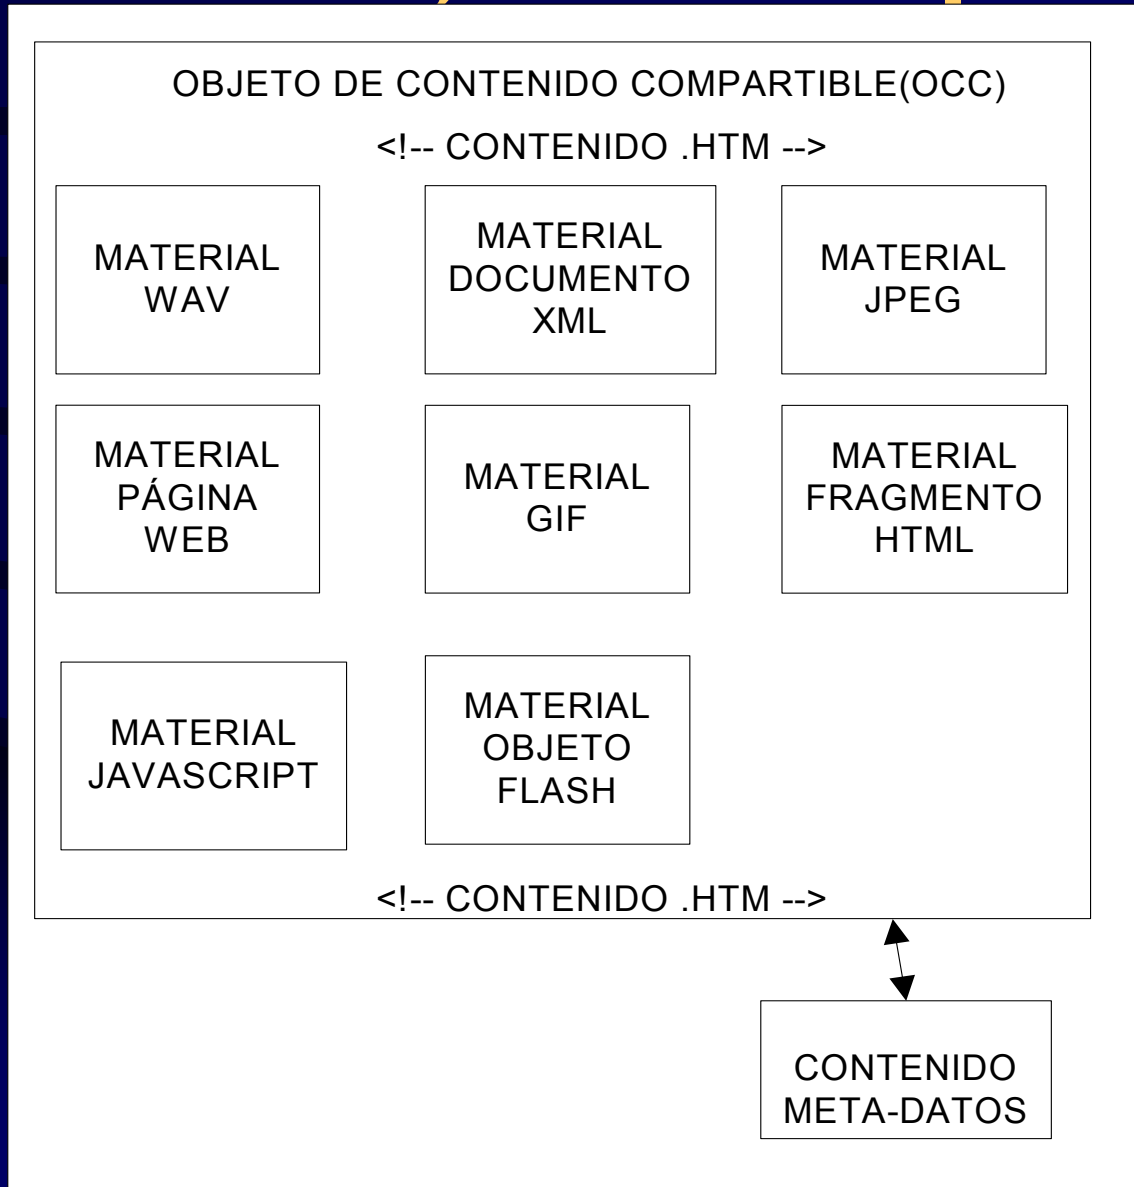 OBJETO DE CONTENIDO COMPARTIBLE(OCC)
<!-- CONTENIDO .HTM -->
MATERIAL
WAV
MATERIAL
DOCUMENTO
XML
MATERIAL
JPEG
MATERIAL
PÁGINA
WEB
MATERIAL
GIF
MATERIAL
FRAGMENTO
HTML
MATERIAL
JAVASCRIPT
MATERIAL
OBJETO
FLASH
<!-- CONTENIDO .HTM -->
CONTENIDO
META-DATOS